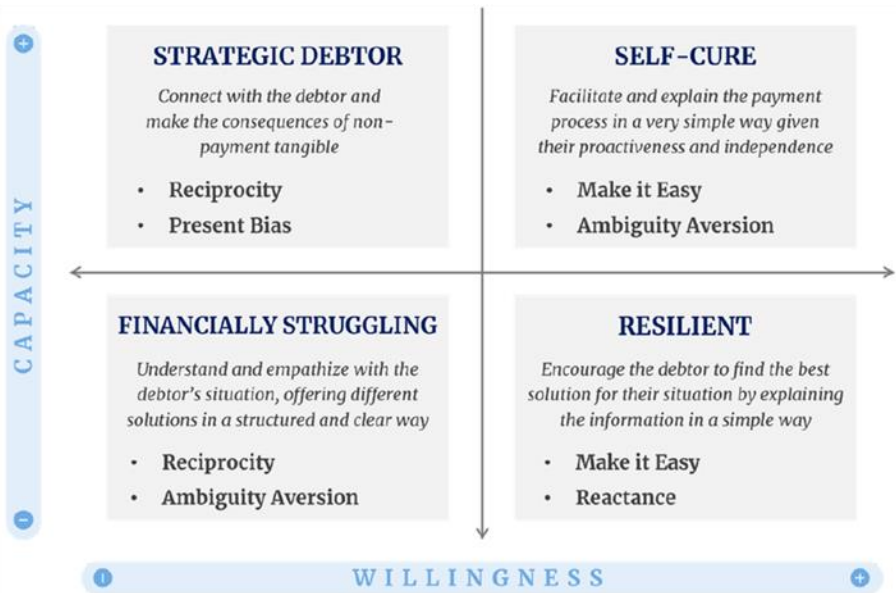 STRATEGIC DEBTOR
Connect with the debtor and
make the consequences of non-
payment tangible
• Reciprocity
• Present Bias
SELF-CURE
Facilitate and explain the payment
process in a very simple way given
their proactiveness and independence
• Make it Easy
• Ambiguity Aversion
CAPACITY
FINANCIALLY STRUGGLING
Understand and empathize with the
debtor's situation, offering different
solutions in a structured and clear way
• Reciprocity
• Ambiguity Aversion
RESILIENT
Encourage the debtor to find the best
solution for their situation by explaining
the information in a simple way
• Make it Easy
• Reactance
WILLINGNESS